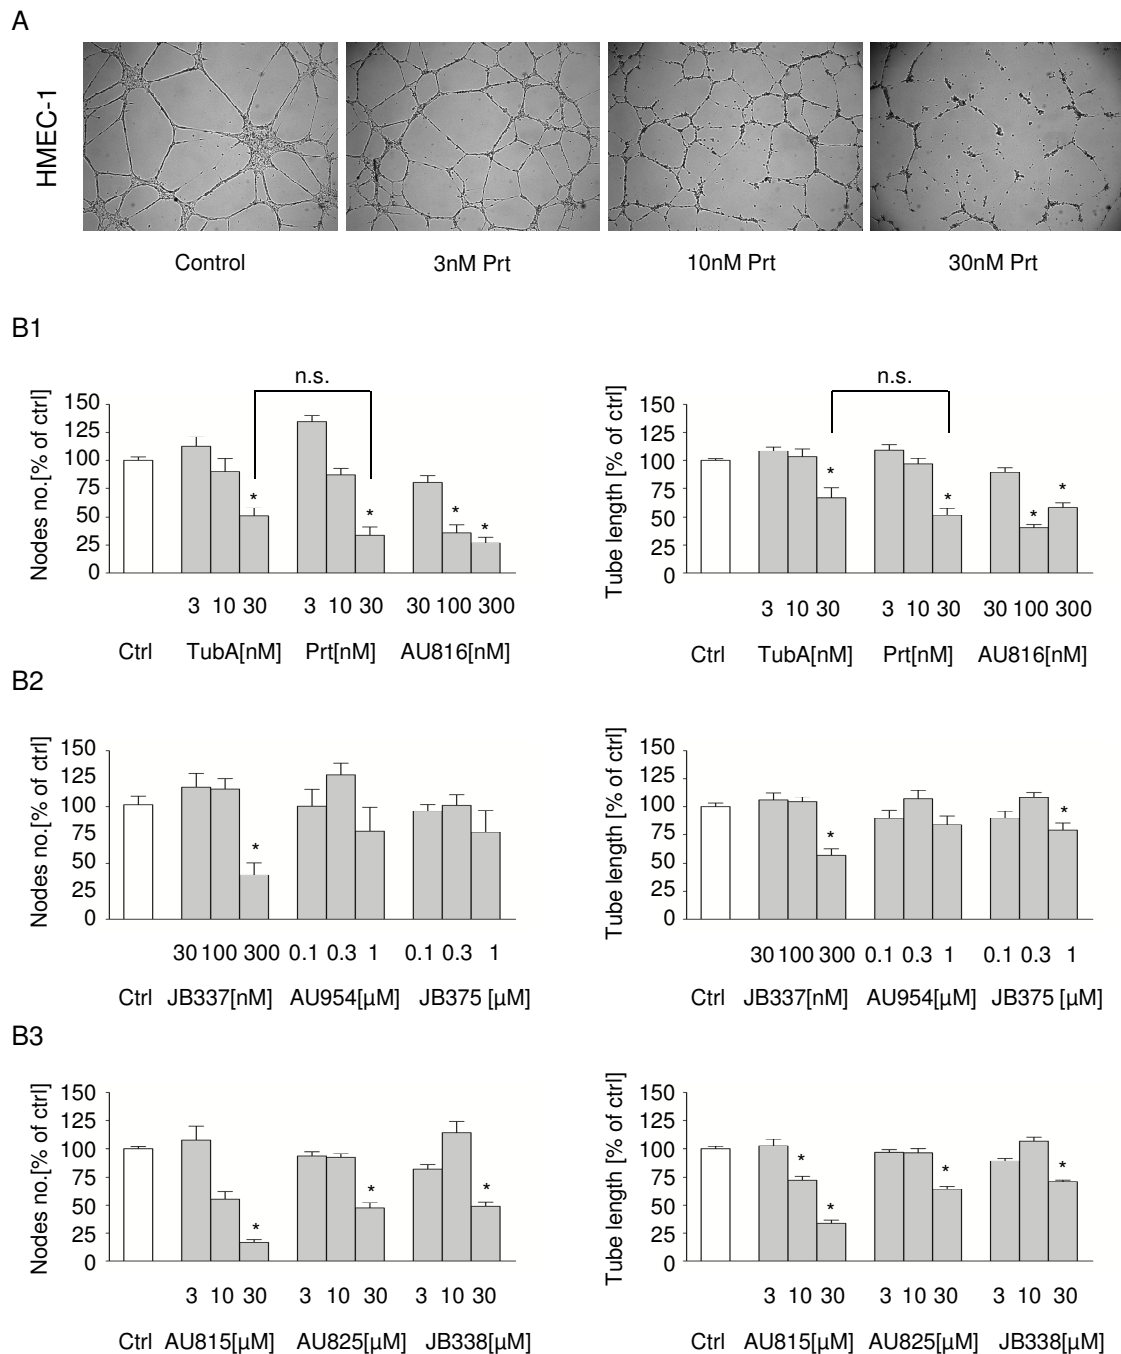 A
HMEC-1
Control 3nM Prt 10nM Prt 30nM Prt
B1
Nodes no.[% of ctrl]
150
125
100
75
50
25
0
n.s.
*
*
*
*
3 10 30 3 10 30 30 100 300
Ctrl TubA[nM] Prt[nM] AU816[nM]
Tube length [% of ctrl]
150
125
100
75
50
25
0
n.s.
*
*
*
*
3 10 30 3 10 30 30 100 300
Ctrl TubA[nM] Prt[nM] AU816[nM]
B2
Nodes no.[% of ctrl]
150
125
100
75
50
25
0
*
30 100 300 0.1 0.3 1 0.1 0.3 1
Ctrl JB337[nM] AU954[µM] JB375 [µM]
Tube length [% of ctrl]
150
125
100
75
50
25
0
*
*
30 100 300 0.1 0.3 1 0.1 0.3 1
Ctrl JB337[nM] AU954[µM] JB375 [µM]
B3
Nodes no.[% of ctrl]
150
125
100
75
50
25
0
*
*
*
3 10 30 3 10 30 3 10 30
Ctrl AU815[µM] AU825[µM] JB338[µM]
Tube length [% of ctrl]
150
125
100
75
50
25
0
*
*
*
*
3 10 30 3 10 30 3 10 30
Ctrl AU815[µM] AU825[µM] JB338[µM]